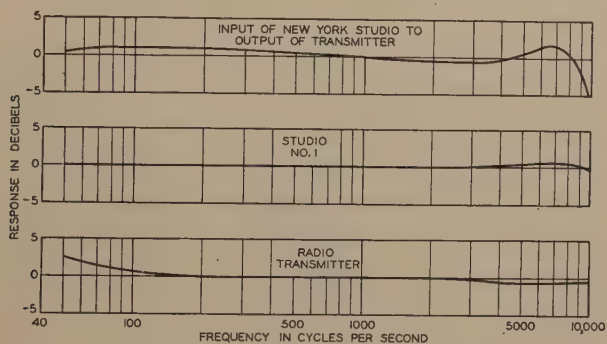 INPUT OF NEW YORK STUDIO TO
OUTPUT OF TRANSMITTER
5
0
-5
STUDIO
NO. 1
5
0
-5
RADIO
TRANSMITTER
5
0
-5
RESPONSE IN DECIBELS
40
100
500
1000
5000
10,000
FREQUENCY IN CYCLES PER SECOND